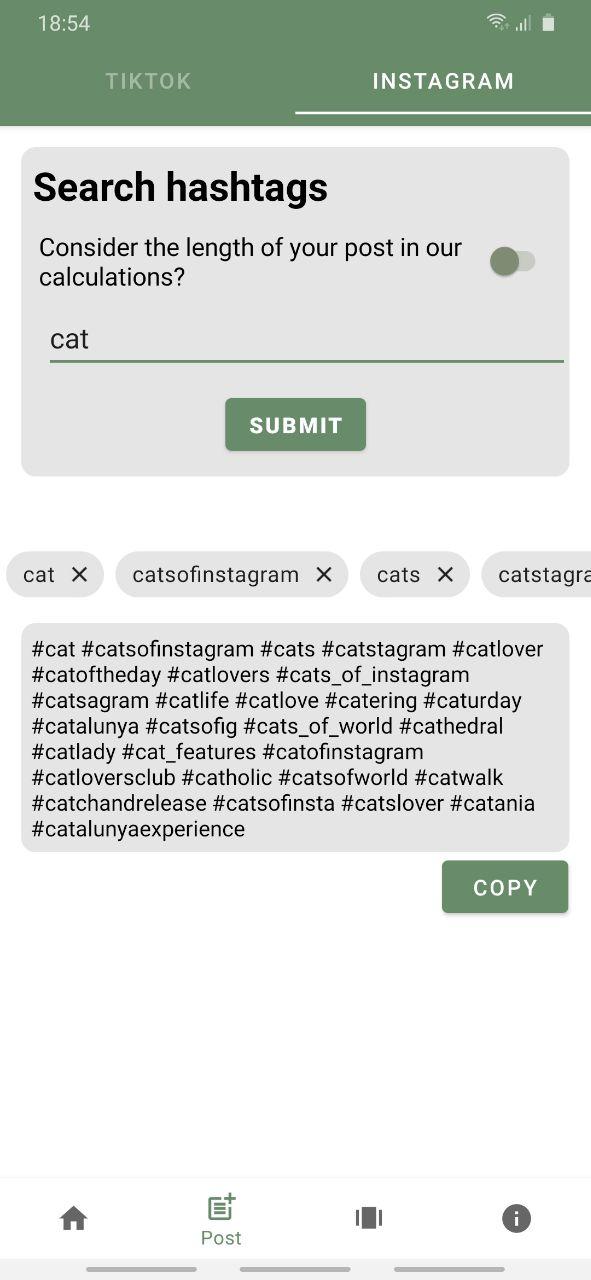 18:54
TIKTOK
INSTAGRAM
Search hashtags
Consider the length of your post in our
calculations?
cat
SUBMIT
cat
catsofinstagram
cats
catstagra
#cat #catsofinstagram #cats #catstagram #catlover
#catoftheday #catlovers #cats_of_instagram
#catsagram #catlife #catlove #catering #caturday
#catalunya #catsofig #cats_of_world #cathedral
#catlady #cat_features #catofinstagram
#catloversclub #catholic #catsofworld #catwalk
#catchandrelease #catsofinsta #catslover #catania
#catalunyaexperience
COPY
Post